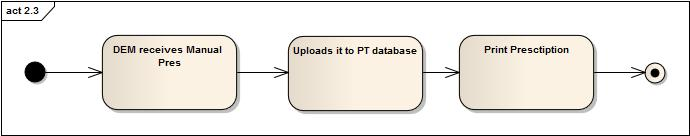 act 2.3
DEM receives Manual
Pres
Uploads it to PT database
Print Presctiption